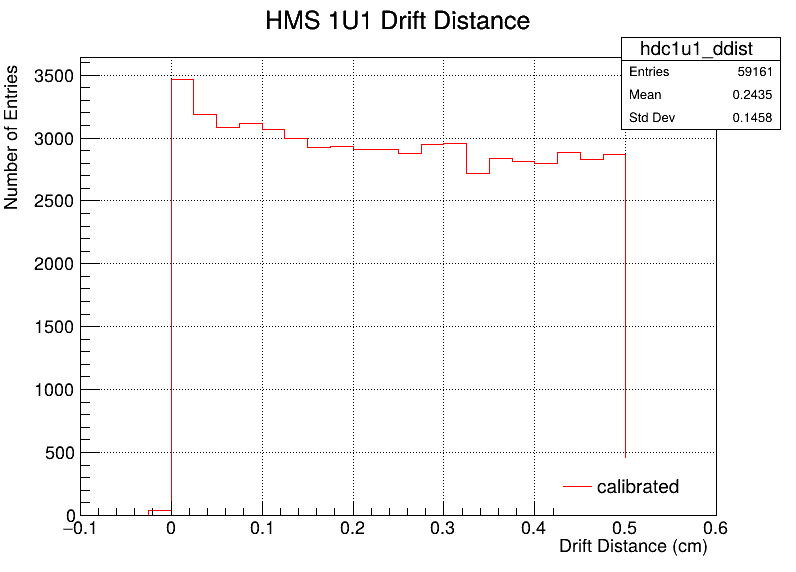 HMS 1U1 Drift Distance
hdc1u1_ddist
Entries 59161
Mean 0.2435
Std Dev 0.1458
Number of Entries
3500
3000
2500
2000
1500
1000
500
0
calibrated
−0.1 0 0.1 0.2 0.3 0.4 0.5 0.6
Drift Distance (cm)